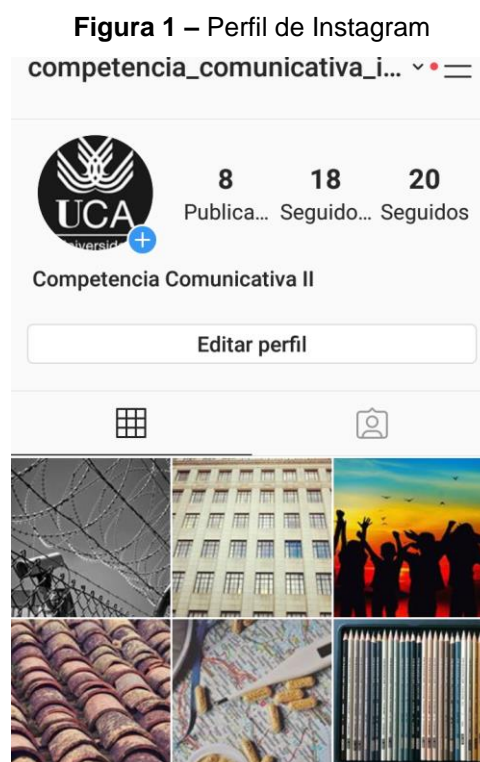 Figura 1 – Perfil de Instagram
competencia_comunicativa_i...
8 18 20
Publica... Seguido... Seguidos
UCA
Competencia Comunicativa II
Editar perfil